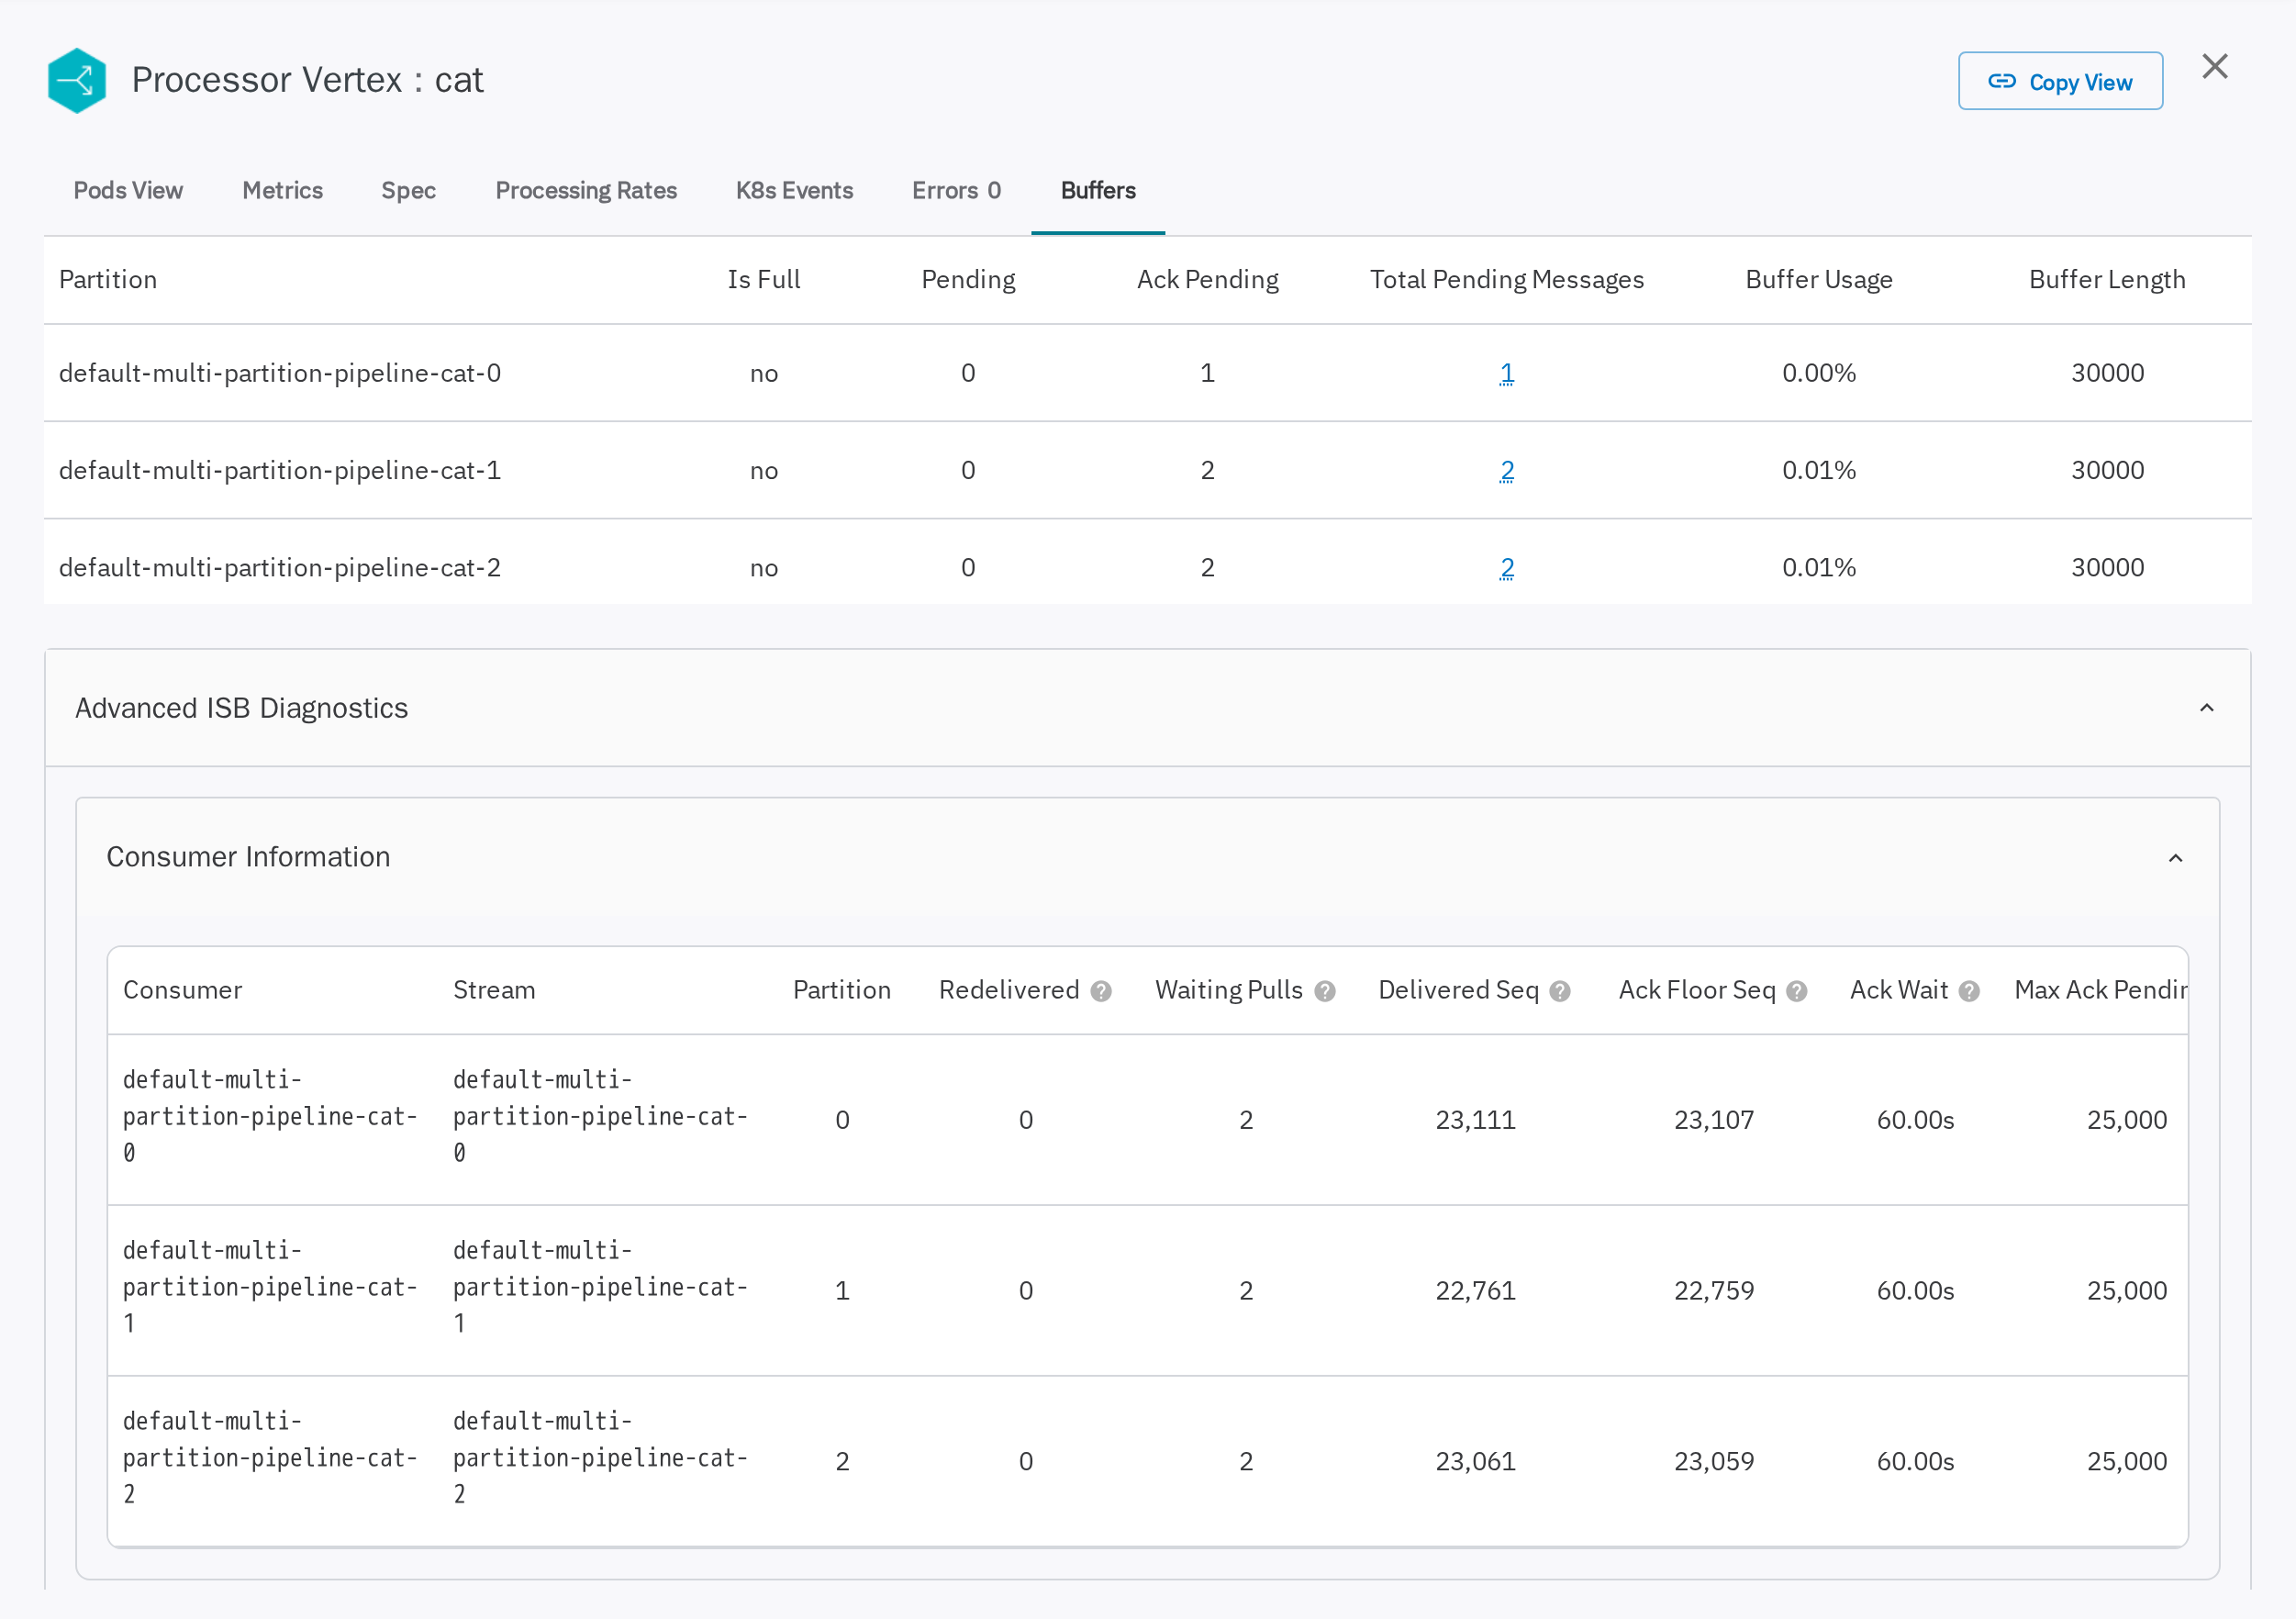 Processor Vertex : cat
Copy View
Pods View Metrics Spec Processing Rates K8s Events Errors 0 Buffers
Partition Is Full Pending Ack Pending Total Pending Messages Buffer Usage Buffer Length
default-multi-partition-pipeline-cat-0 no 0 1 1 0.00% 30000
default-multi-partition-pipeline-cat-1 no 0 2 2 0.01% 30000
default-multi-partition-pipeline-cat-2 no 0 2 2 0.01% 30000
Advanced ISB Diagnostics
Consumer Information
Consumer Stream Partition Redelivered ? Waiting Pulls ? Delivered Seq ? Ack Floor Seq ? Ack Wait ? Max Ack Pendin
default-multi-
partition-pipeline-cat-
0
default-multi-
partition-pipeline-cat-
0
0 0 2 23,111 23,107 60.00s 25,000
default-multi-
partition-pipeline-cat-
1
default-multi-
partition-pipeline-cat-
1
1 0 2 22,761 22,759 60.00s 25,000
default-multi-
partition-pipeline-cat-
2
default-multi-
partition-pipeline-cat-
2
2 0 2 23,061 23,059 60.00s 25,000